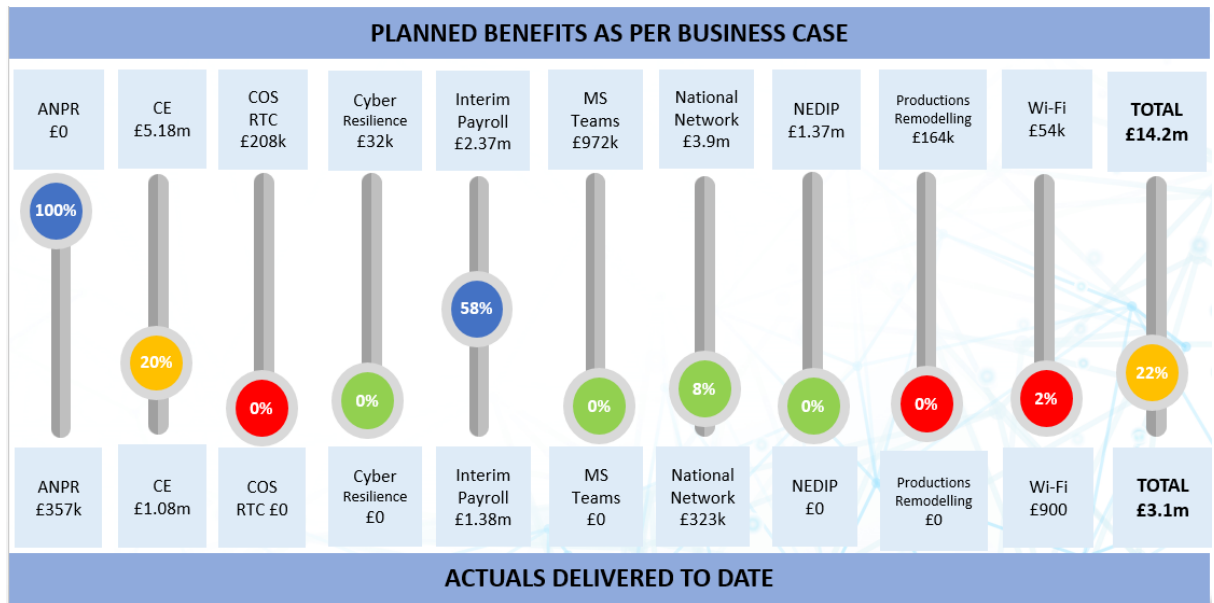 PLANNED BENEFITS AS PER BUSINESS CASE
ANPR
£0
CE
£5.18m
COS
RTC
£208k
Cyber
Resilience
£32k
Interim
Payroll
£2.37m
MS
Teams
£972k
National
Network
£3.9m
NEDIP
£1.37m
Productions
Remodelling
£164k
Wi-Fi
£54k
TOTAL
£14.2m
100%
20%
0%
0%
58%
0%
8%
0%
0%
2%
22%
ANPR
£357k
CE
£1.08m
COS
RTC £0
Cyber
Resilience
£0
Interim
Payroll
£1.38m
MS
Teams
£0
National
Network
£323k
NEDIP
£0
Productions
Remodelling
£0
Wi-Fi
£900
TOTAL
£3.1m
ACTUALS DELIVERED TO DATE